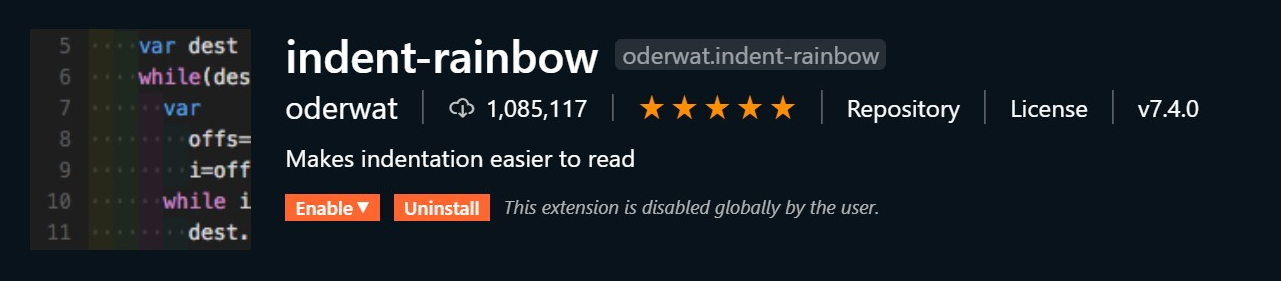 5 ····var dest
6 ····while(des
7 ······var
8 ········offs=
9 ········i=off
10 ······while i
11 ········dest.
indent-rainbow oderwat.indent-rainbow
oderwat 1,085,117 ★★★★★ Repository License v7.4.0
Makes indentation easier to read
Enable▼ Uninstall This extension is disabled globally by the user.